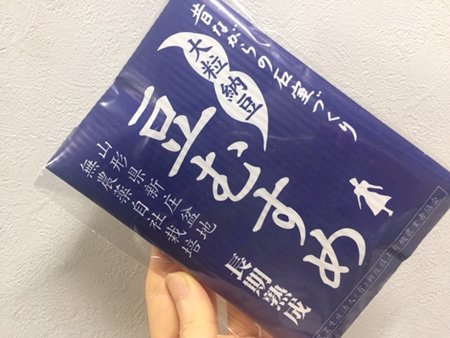 昔ながらの石室づくり
大粒納豆
豆むすめ
山形県新庄盆地
無農薬自社栽培
長期熟成